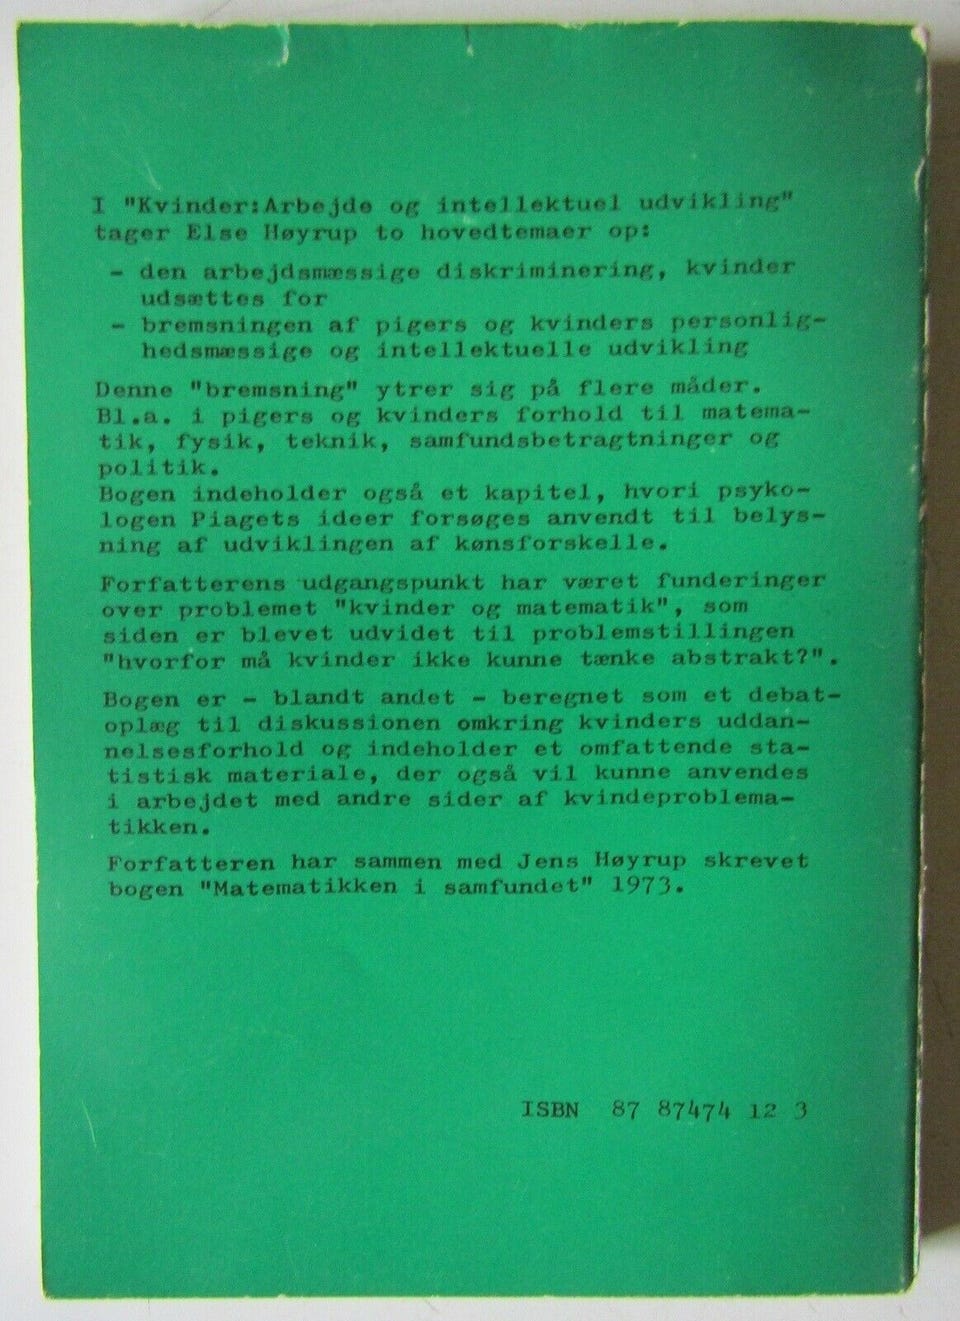 I "Kvinder:Arbejde og intellektuel udvikling"
tager Else Høyrup to hovedtemaer op:
- den arbejdsmæssige diskriminering, kvinder
udsættes for
- bremsningen af pigers og kvinders personlig-
hedsmæssige og intellektuelle udvikling
Denne "bremsning" ytrer sig på flere måder.
Bl.a. i pigers og kvinders forhold til matema-
tik, fysik, teknik, samfundsbetragtninger og
politik.
Bogen indeholder også et kapitel, hvori psyko-
logen Piagets ideer forsøges anvendt til belys-
ning af udviklingen af kønsforskelle.
Forfatterens udgangspunkt har været funderinger
over problemet "kvinder og matematik", som
siden er blevet udvidet til problemstillingen
"hvorfor må kvinder ikke kunne tænke abstrakt?".
Bogen er - blandt andet - beregnet som et debat-
oplæg til diskussionen omkring kvinders uddan-
nelsesforhold og indeholder et omfattende sta-
tistisk materiale, der også vil kunne anvendes
i arbejdet med andre sider af kvindeproblema-
tikken.
Forfatteren har sammen med Jens Høyrup skrevet
bogen "Matematikken i samfundet" 1973.
ISBN 87 87474 12 3